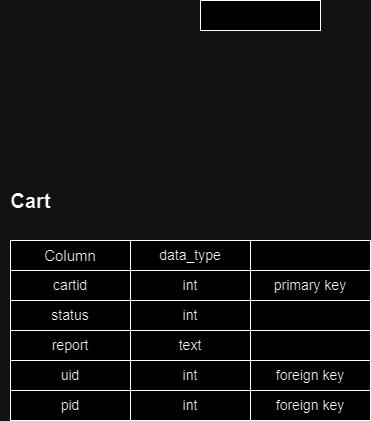 Cart
Column data_type
cartid int primary key
status int
report text
uid int foreign key
pid int foreign key